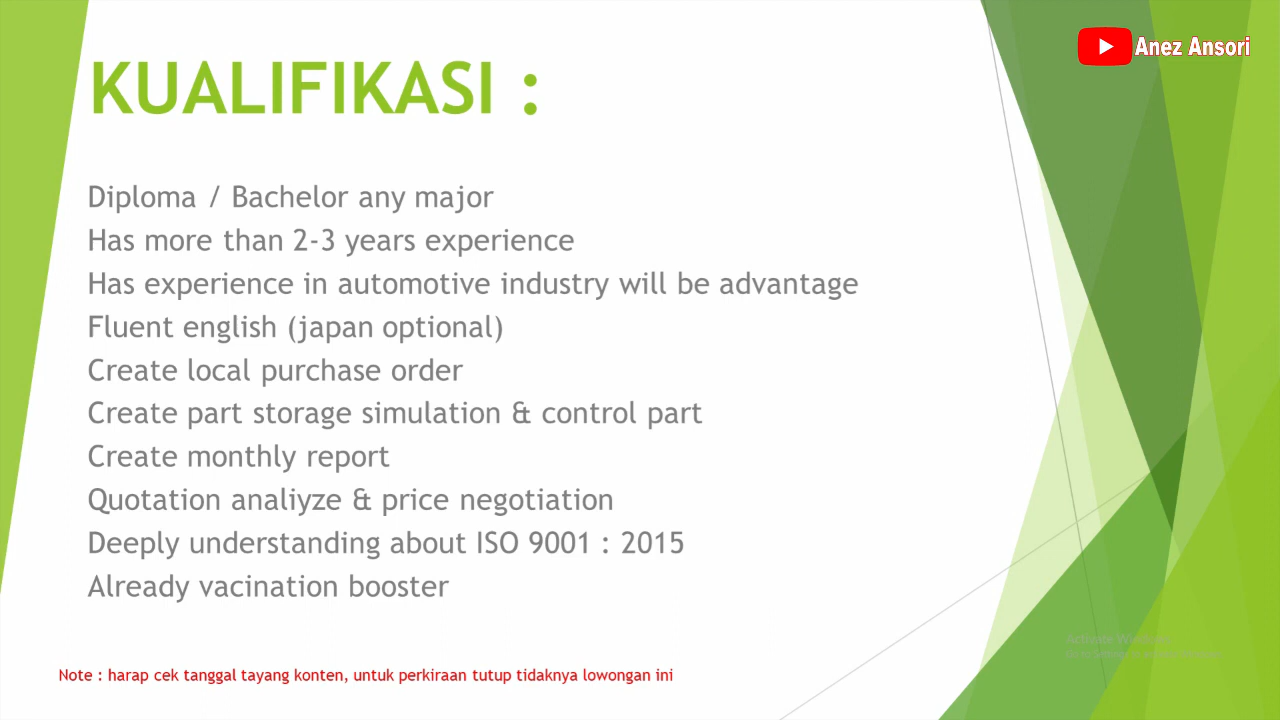 Anez Ansori
KUALIFIKASI :
Diploma / Bachelor any major
Has more than 2-3 years experience
Has experience in automotive industry will be advantage
Fluent english (japan optional)
Create local purchase order
Create part storage simulation & control part
Create monthly report
Quotation analiyze & price negotiation
Deeply understanding about ISO 9001 : 2015
Already vacination booster
Activate Windows
Note : harap cek tanggal tayang konten, untuk perkiraan tutup tidaknya lowongan ini